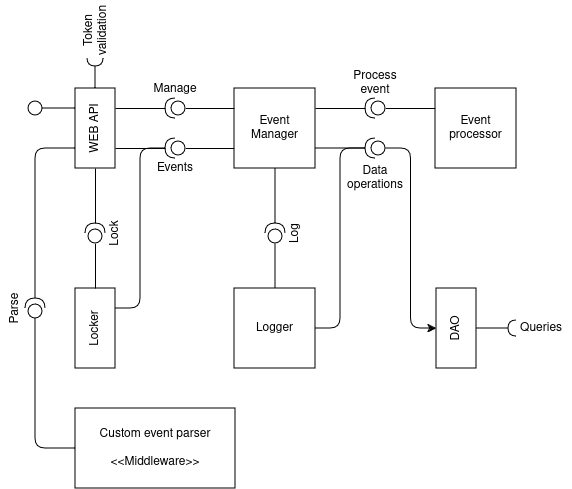 Token
validation
Manage
Process
event
WEB API
Event
Manager
Event
processor
Events
Data
operations
Lock
Log
Parse
Locker
Logger
DAO
Queries
Custom event parser
<<Middleware>>